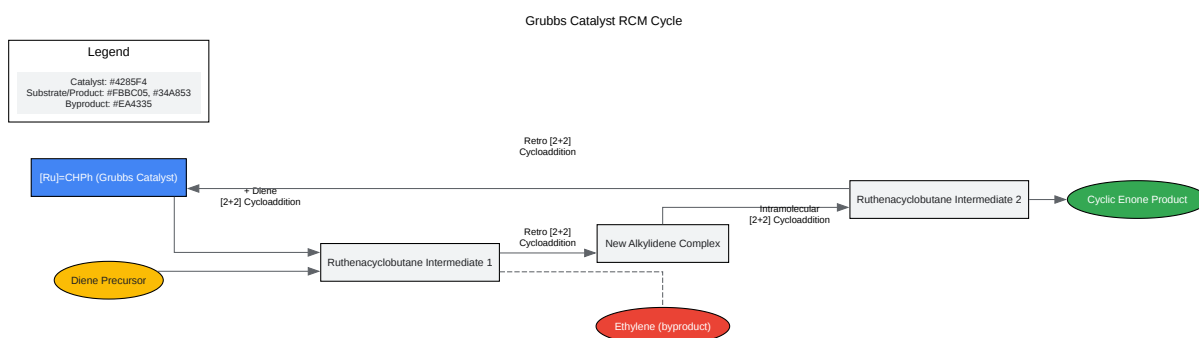 Grubbs Catalyst RCM Cycle
Legend
Catalyst: #4285F4
Substrate/Product: #FBBC05, #34A853
Byproduct: #EA4335
Retro [2+2]
Cycloaddition
[Ru]=CHPh (Grubbs Catalyst)
+ Diene
[2+2] Cycloaddition
Ruthenacyclobutane Intermediate 2
Cyclic Enone Product
Intramolecular
[2+2] Cycloaddition
Retro [2+2]
Cycloaddition
New Alkylidene Complex
Ruthenacyclobutane Intermediate 1
Diene Precursor
Ethylene (byproduct)